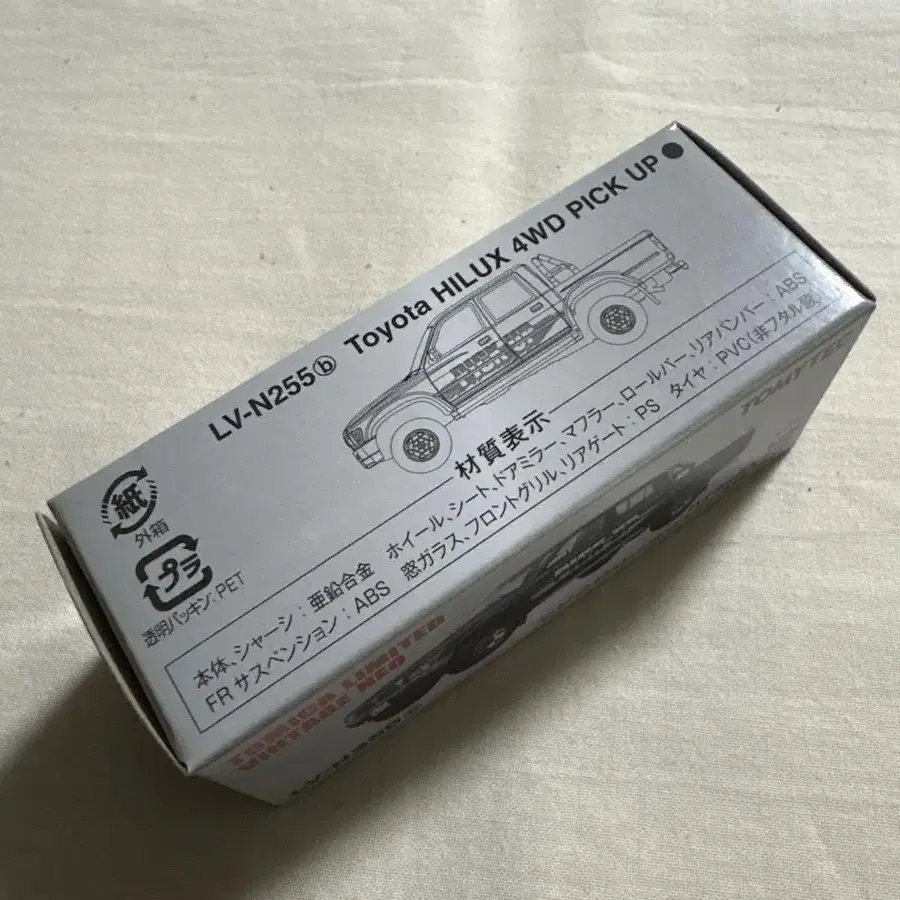 LV-N255ⓑ Toyota HILUX 4WD PICK UP ●
紙
外箱
プラ
透明パッキン:PET
材質表示
本体、シャーシ:亜鉛合金 ホイール、シート、ドアミラー、マフラー、ロールバー、リアバンパー:ABS
FRサスペンション:ABS 窓ガラス、フロントグリル、リアゲート:PS タイヤ:PVC(非フタル酸)
TOMYTEC
TOMICA LIMITED
VINTAGE NEO